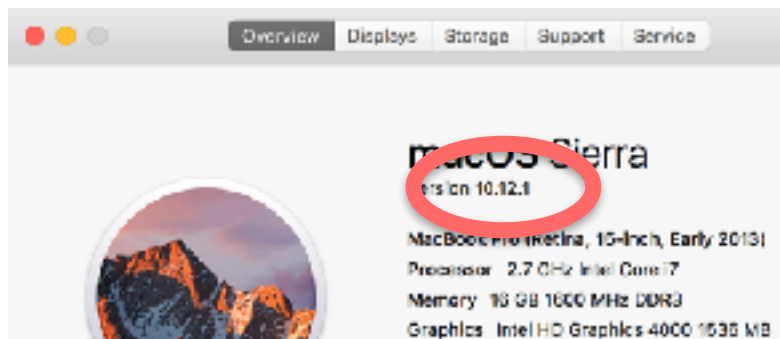 Overview Displays Storage Support Service
macOS Sierra
Version 10.12.1
MacBook Pro (Retina, 15-inch, Early 2013)
Processor 2.7 GHz Intel Core i7
Memory 16 GB 1600 MHz DDR3
Graphics Intel HD Graphics 4000 1536 MB